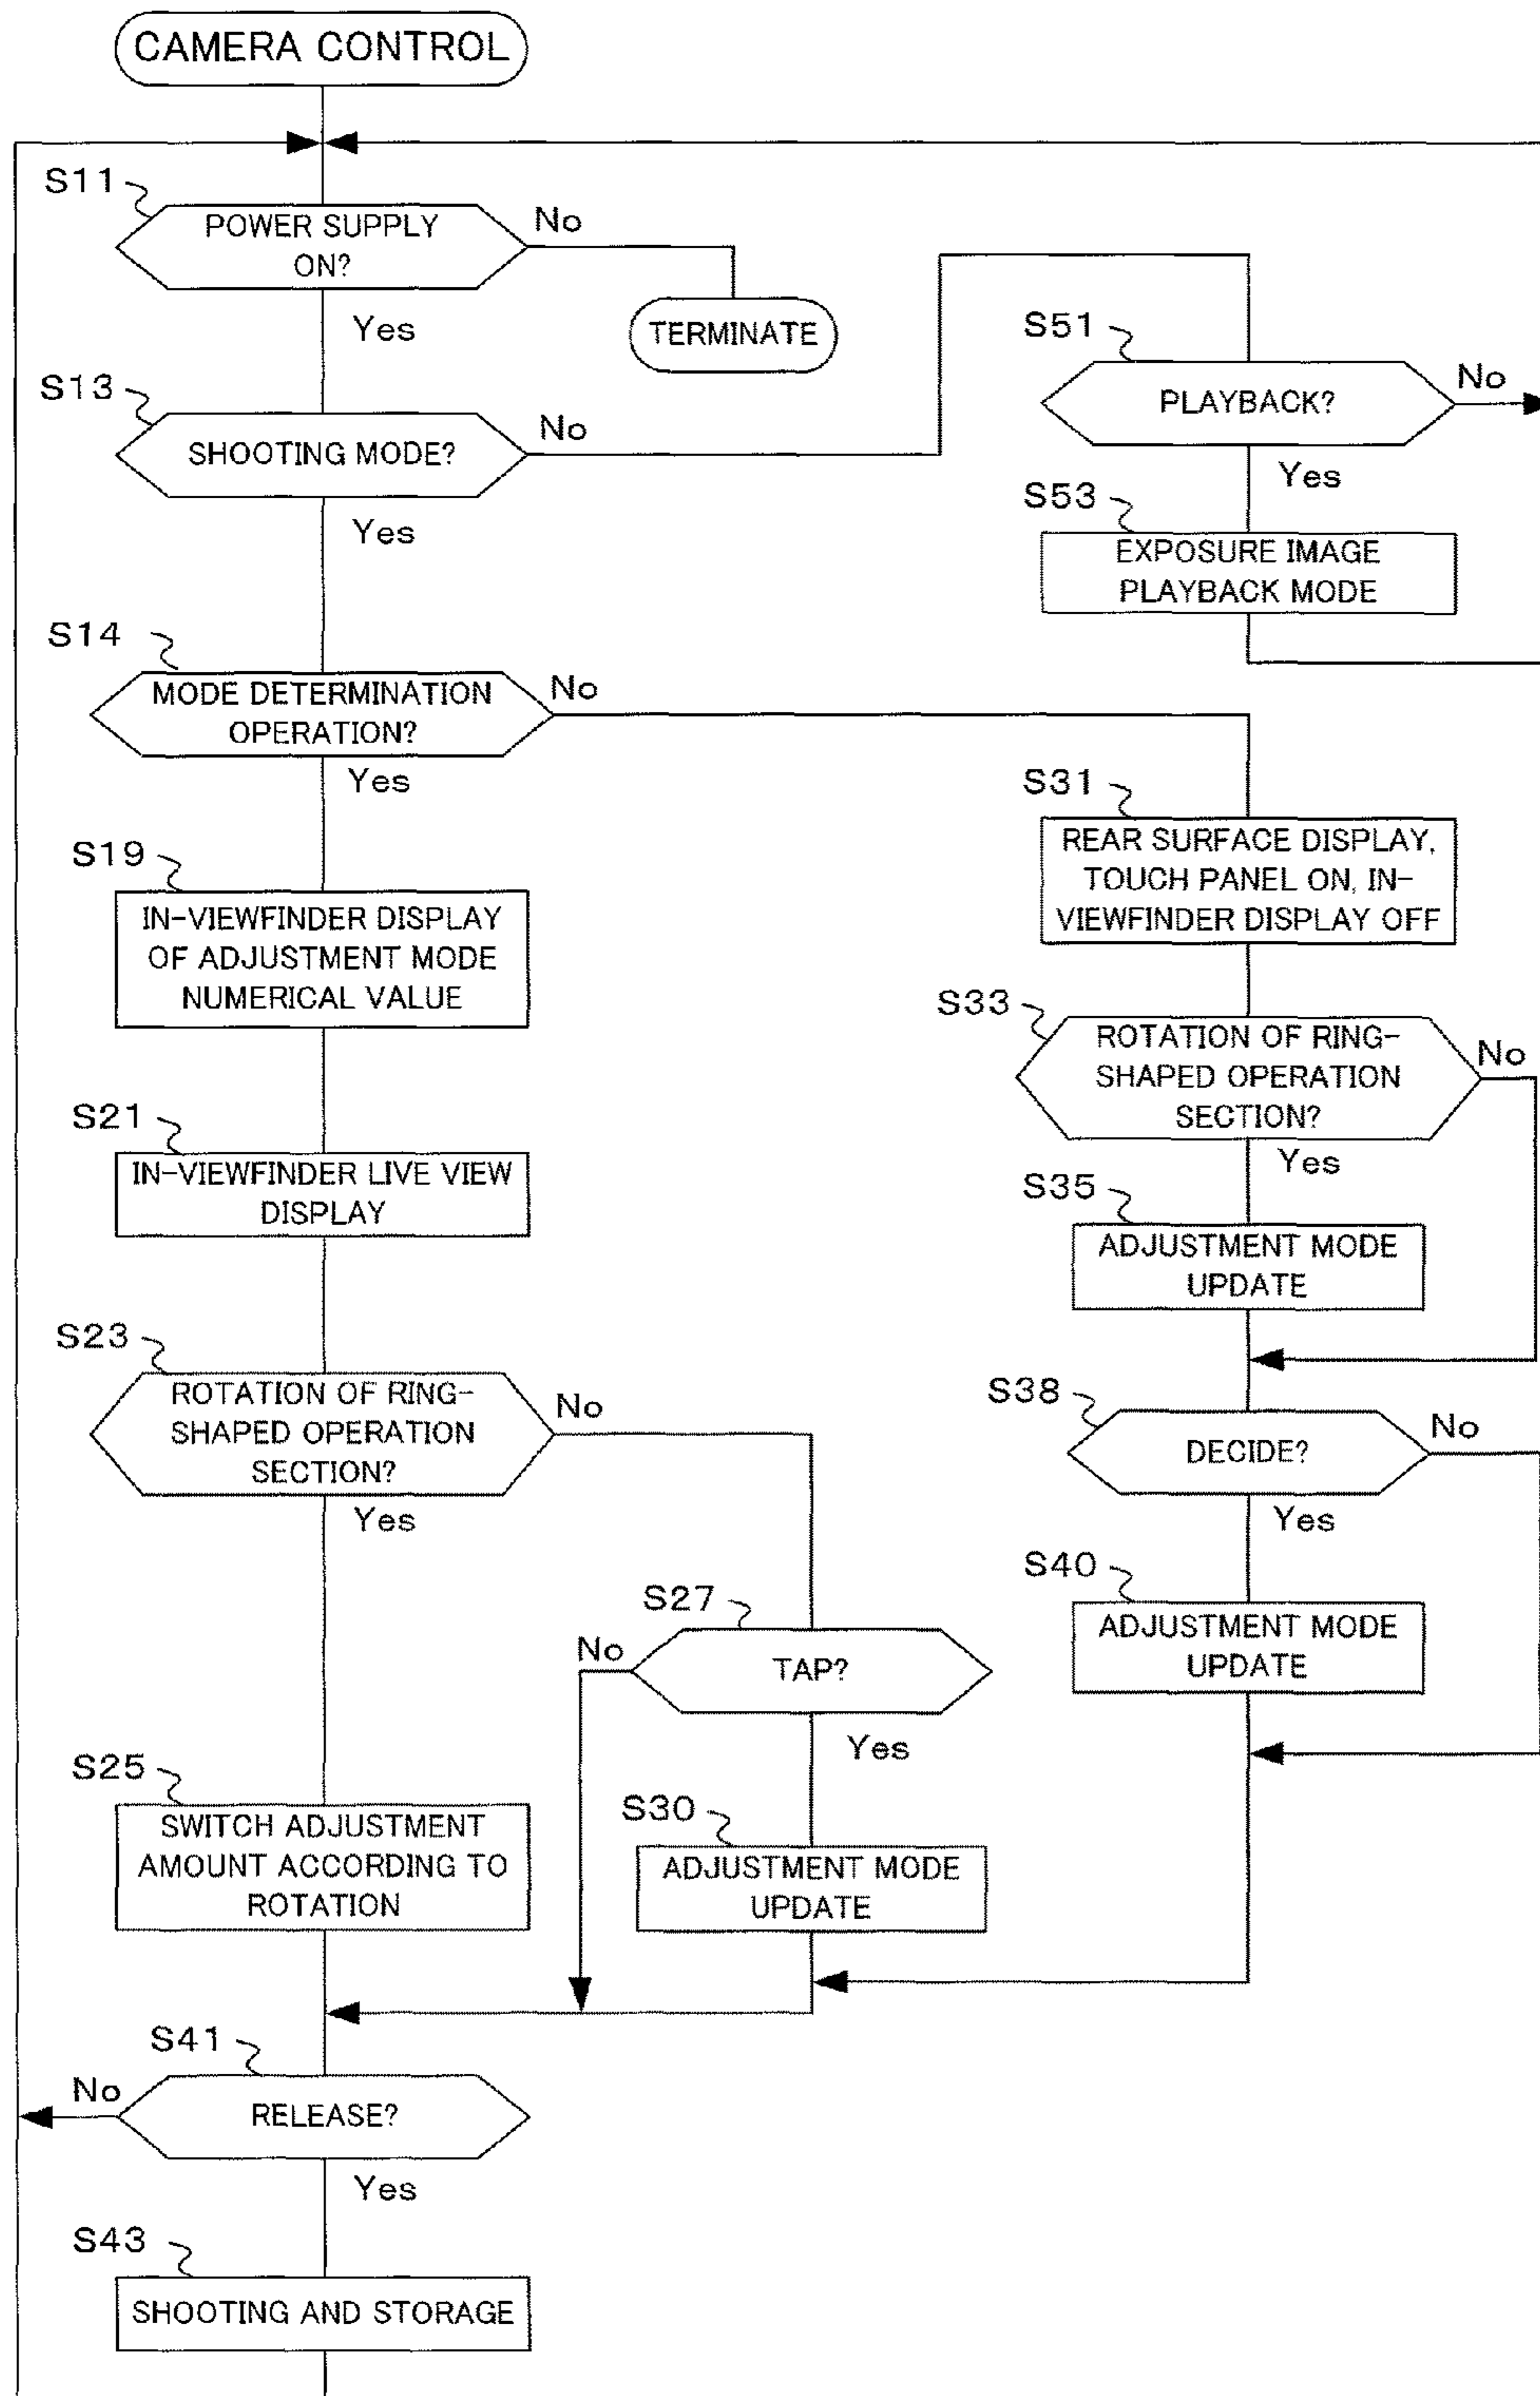 CAMERA CONTROL
S11
POWER SUPPLY
ON?
No
Yes
TERMINATE
S13
SHOOTING MODE?
No
Yes
S51
PLAYBACK?
No
Yes
S53
EXPOSURE IMAGE
PLAYBACK MODE
S14
MODE DETERMINATION
OPERATION?
No
Yes
S19
IN-VIEWFINDER DISPLAY
OF ADJUSTMENT MODE
NUMERICAL VALUE
S21
IN-VIEWFINDER LIVE VIEW
DISPLAY
S23
ROTATION OF RING-
SHAPED OPERATION
SECTION?
No
Yes
S25
SWITCH ADJUSTMENT
AMOUNT ACCORDING TO
ROTATION
S27
No
TAP?
Yes
S30
ADJUSTMENT MODE
UPDATE
S31
REAR SURFACE DISPLAY,
TOUCH PANEL ON, IN-
VIEWFINDER DISPLAY OFF
S33
ROTATION OF RING-
SHAPED OPERATION
SECTION?
No
Yes
S35
ADJUSTMENT MODE
UPDATE
S38
DECIDE?
No
Yes
S40
ADJUSTMENT MODE
UPDATE
S41
No
RELEASE?
Yes
S43
SHOOTING AND STORAGE